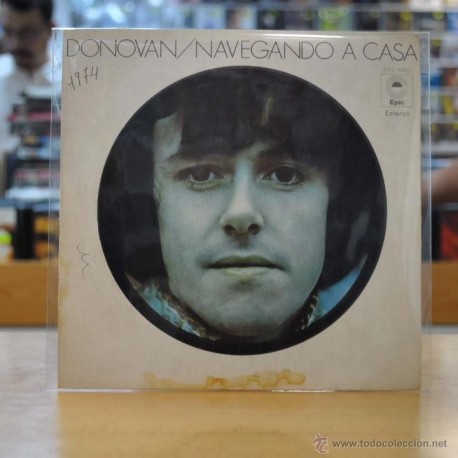 DONOVAN/NAVEGANDO A CASA
1974
Epic
Estereo
www.todocoleccion.net